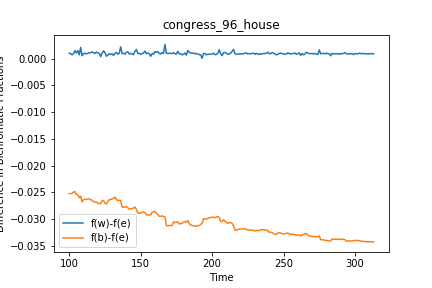 congress_96_house
Difference in Dichromatic Fractions
0.000
−0.005
−0.010
−0.015
−0.020
−0.025
−0.030
−0.035
f(w)-f(e)
f(b)-f(e)
100
150
200
250
300
Time